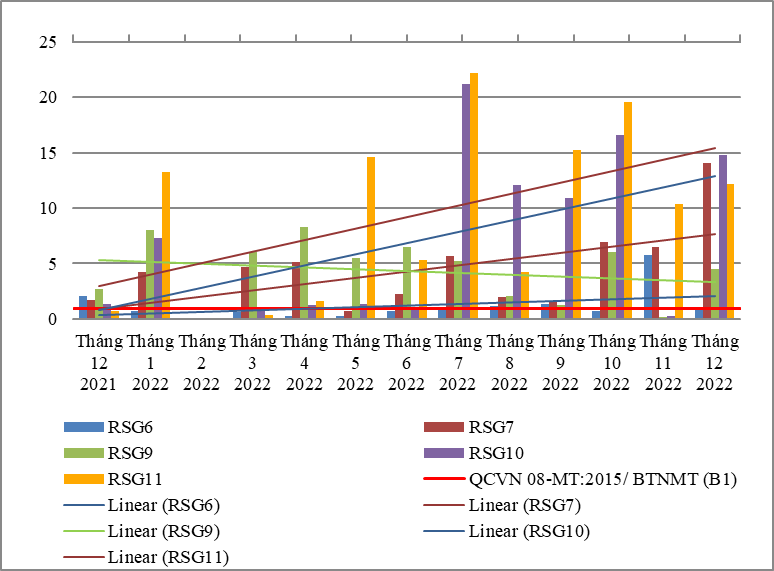 25
20
15
10
5
0
Tháng Tháng Tháng Tháng Tháng Tháng Tháng Tháng Tháng Tháng Tháng Tháng Tháng
12 1 2 3 4 5 6 7 8 9 10 11 12
2021 2022 2022 2022 2022 2022 2022 2022 2022 2022 2022 2022 2022
RSG6 RSG7
RSG9 RSG10
RSG11 QCVN 08-MT:2015/ BTNMT (B1)
Linear (RSG6) Linear (RSG7)
Linear (RSG9) Linear (RSG10)
Linear (RSG11)